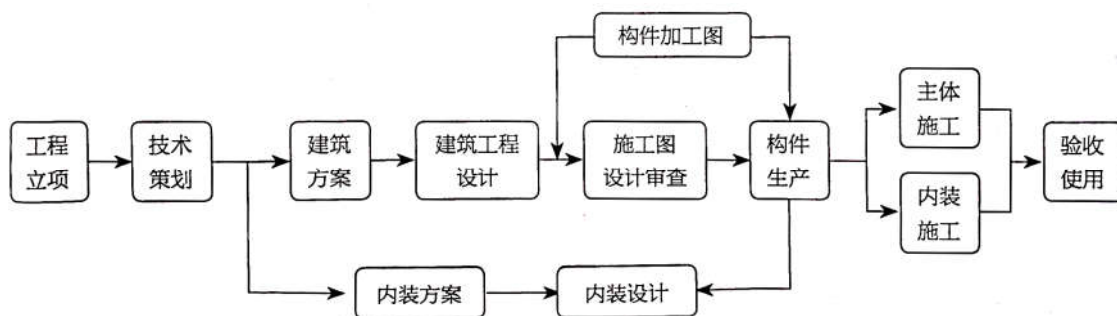 构件加工图
主体
施工
工程
立项
技术
策划
建筑
方案
建筑工程
设计
施工图
设计审查
构件
生产
验收
使用
内装
施工
内装方案
内装设计